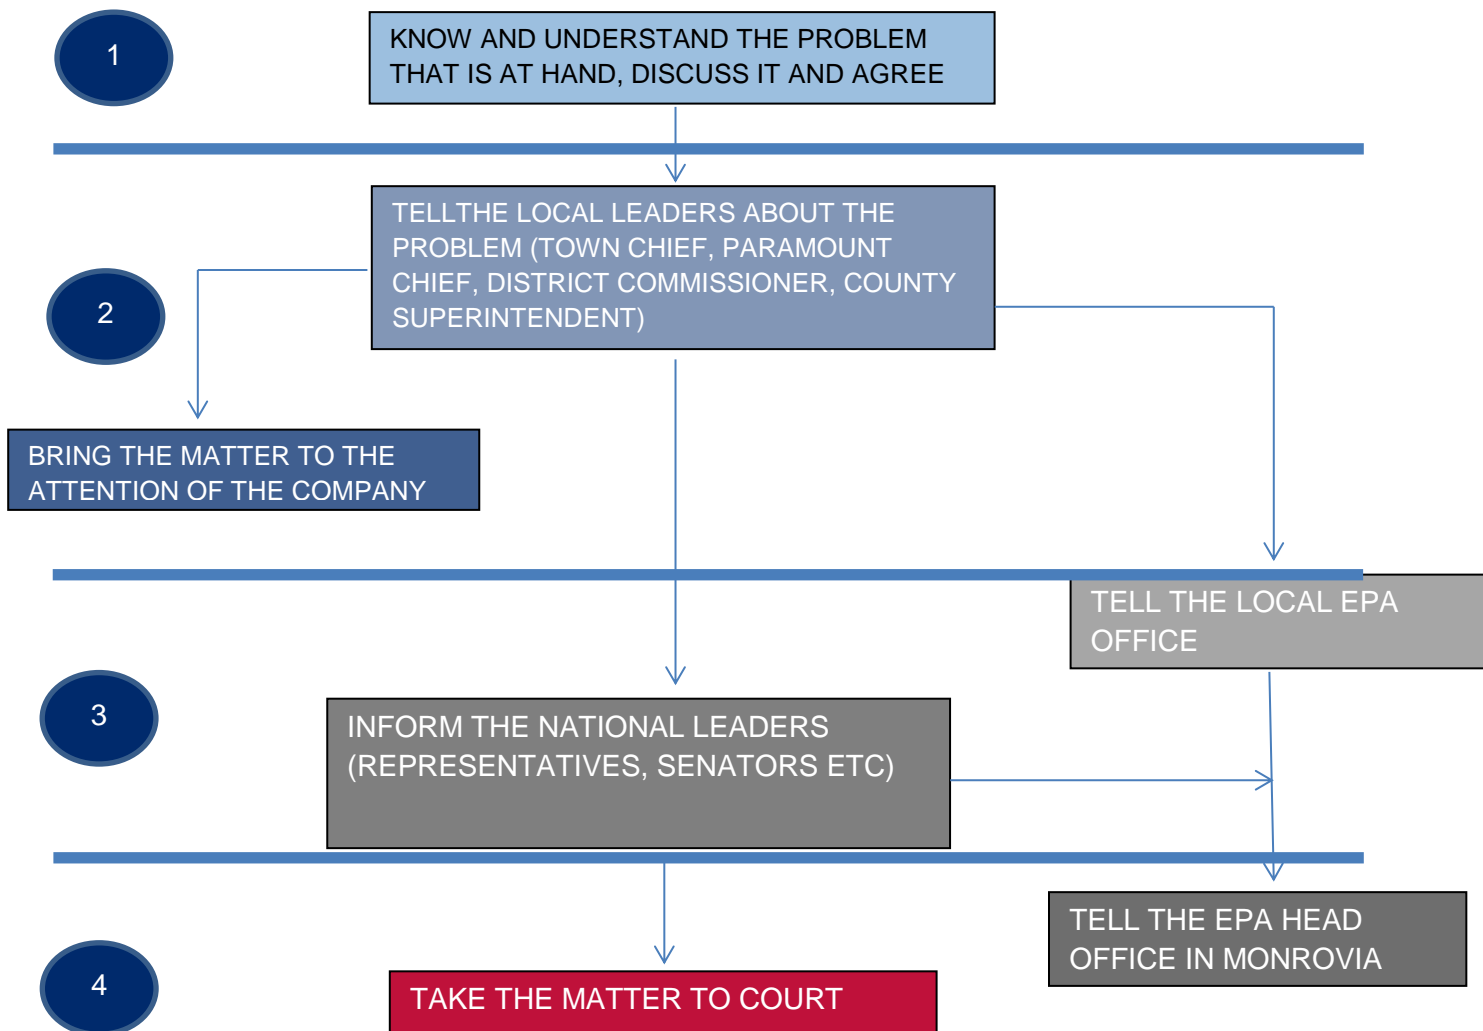 1
KNOW AND UNDERSTAND THE PROBLEM
THAT IS AT HAND, DISCUSS IT AND AGREE
2
TELLTHE LOCAL LEADERS ABOUT THE
PROBLEM (TOWN CHIEF, PARAMOUNT
CHIEF, DISTRICT COMMISSIONER, COUNTY
SUPERINTENDENT)
BRING THE MATTER TO THE
ATTENTION OF THE COMPANY
TELL THE LOCAL EPA
OFFICE
3
INFORM THE NATIONAL LEADERS
(REPRESENTATIVES, SENATORS ETC)
TELL THE EPA HEAD
OFFICE IN MONROVIA
4
TAKE THE MATTER TO COURT